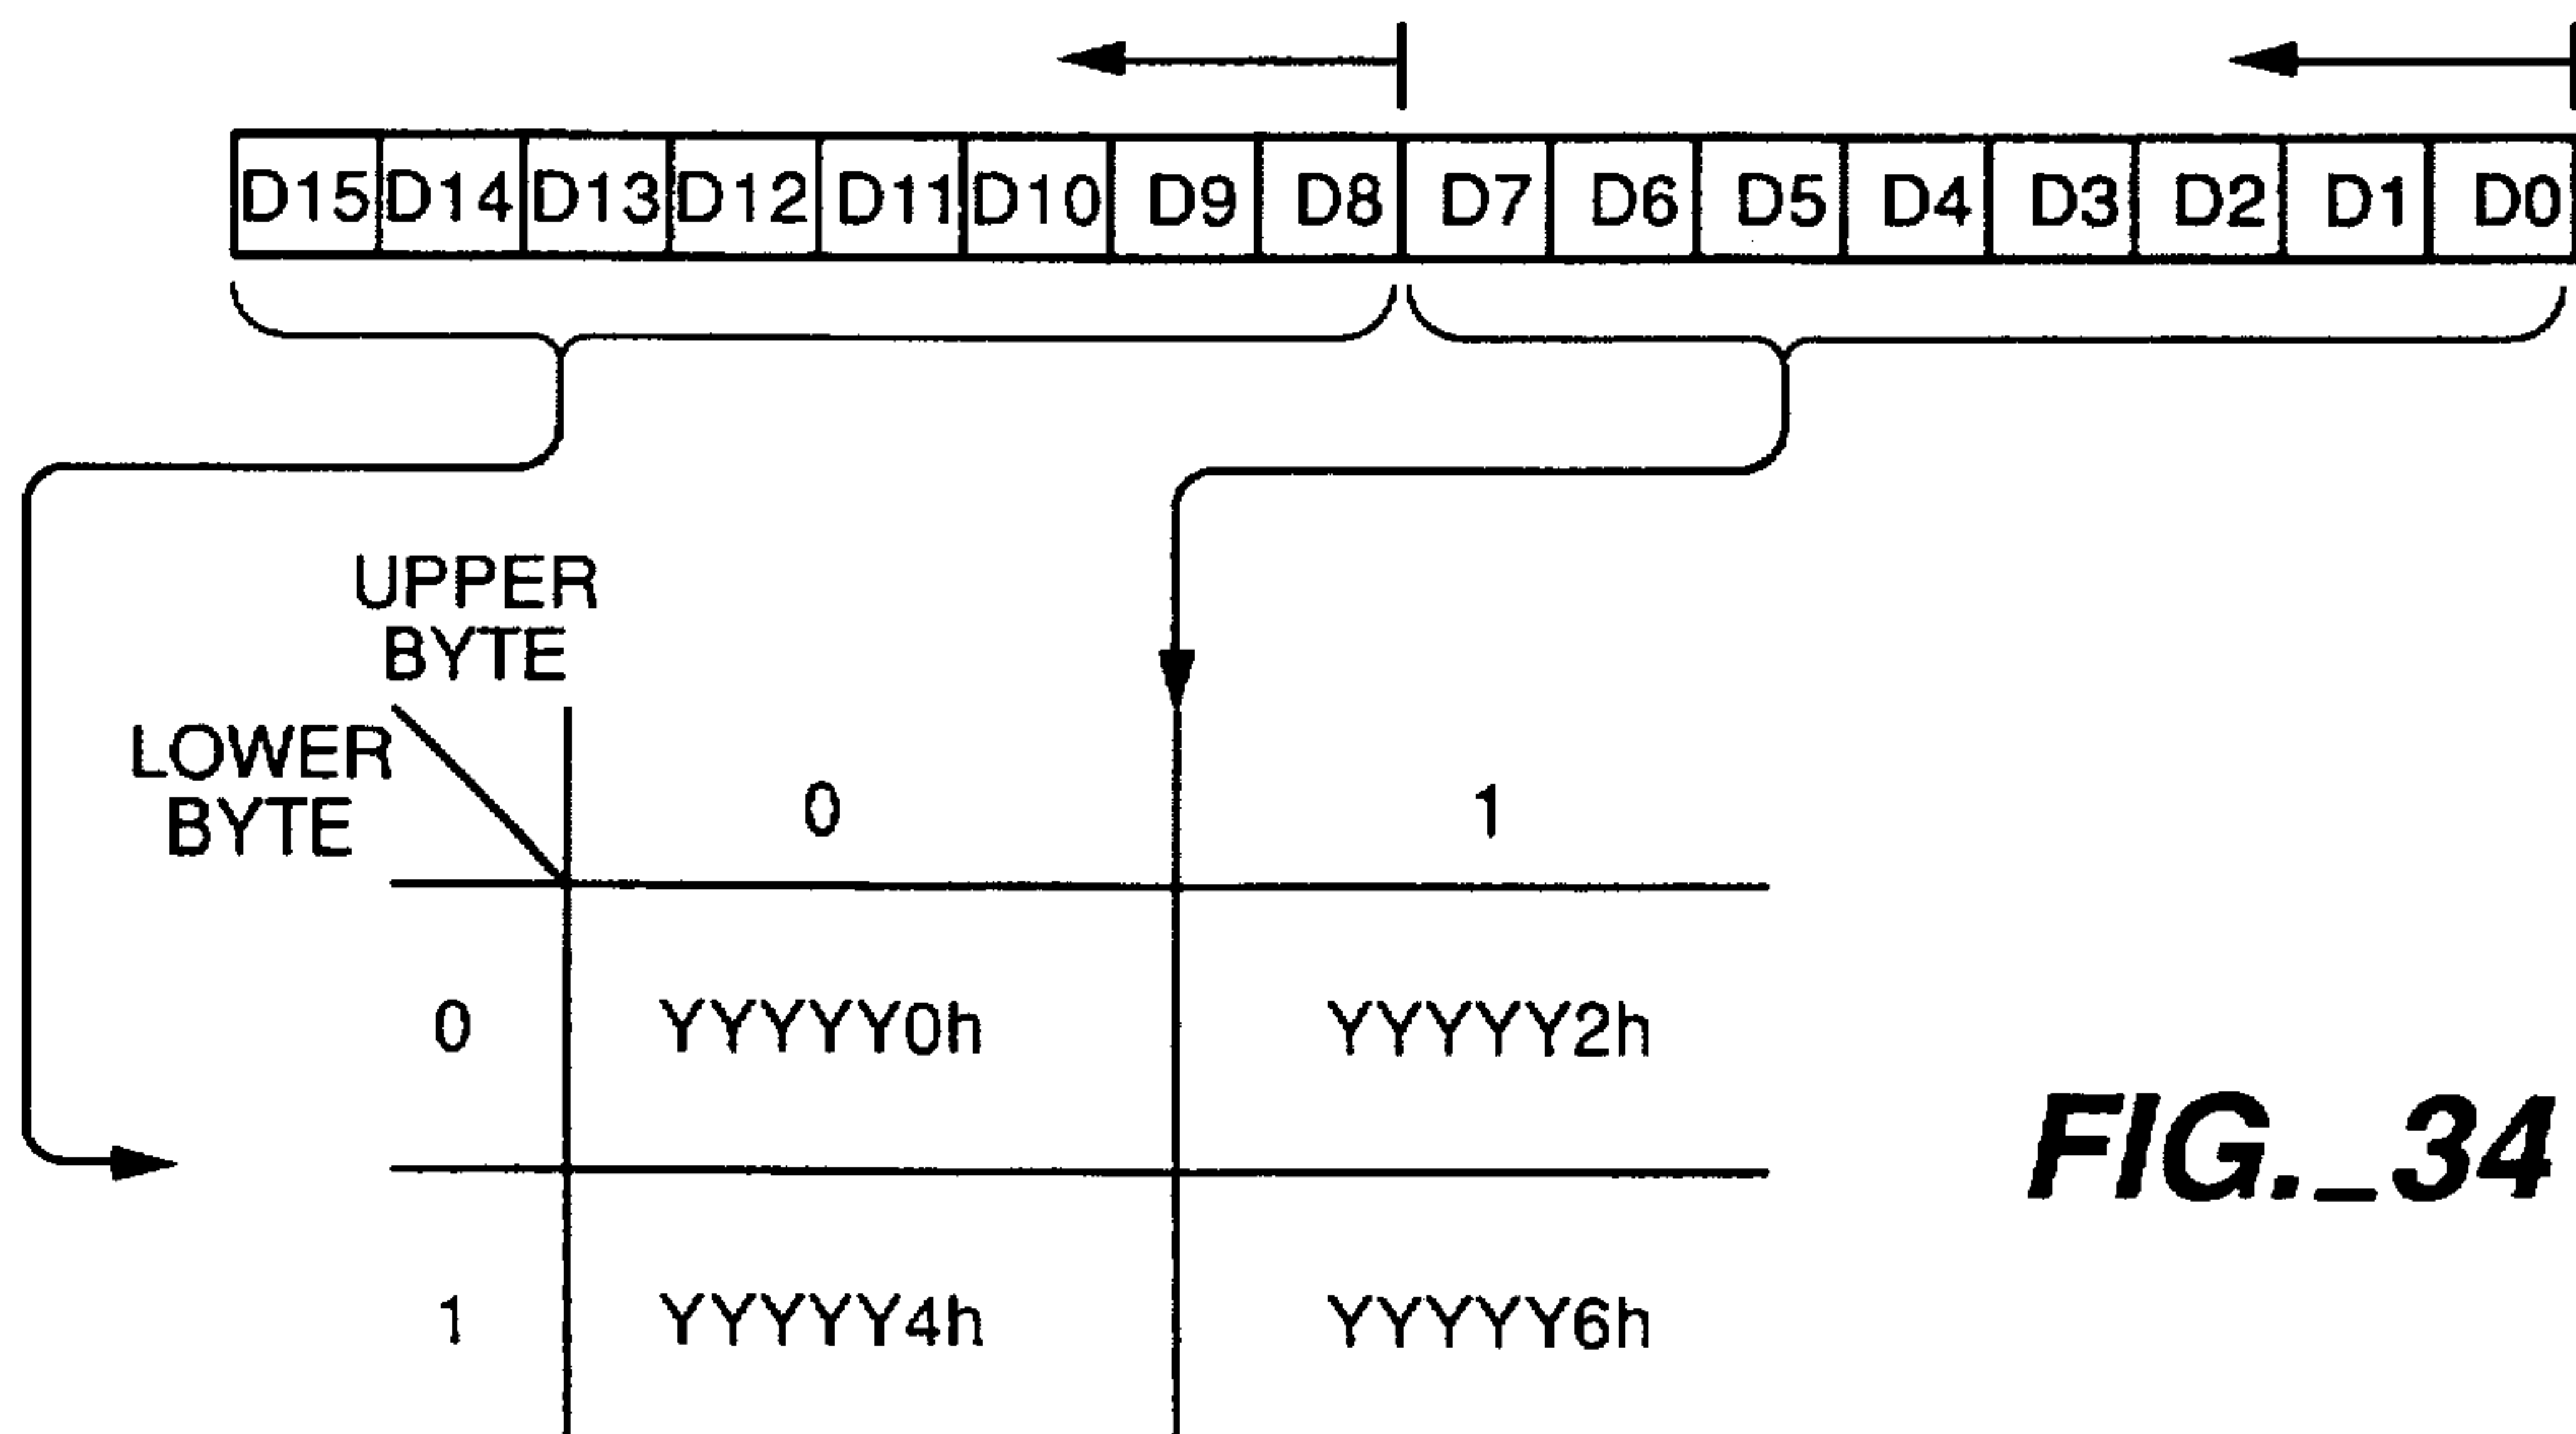 D15 D14 D13 D12 D11 D10 D9 D8 D7 D6 D5 D4 D3 D2 D1 D0
UPPER
BYTE
LOWER
BYTE
0 1
0 YYYYY0h YYYYY2h
1 YYYYY4h YYYYY6h
FIG._34